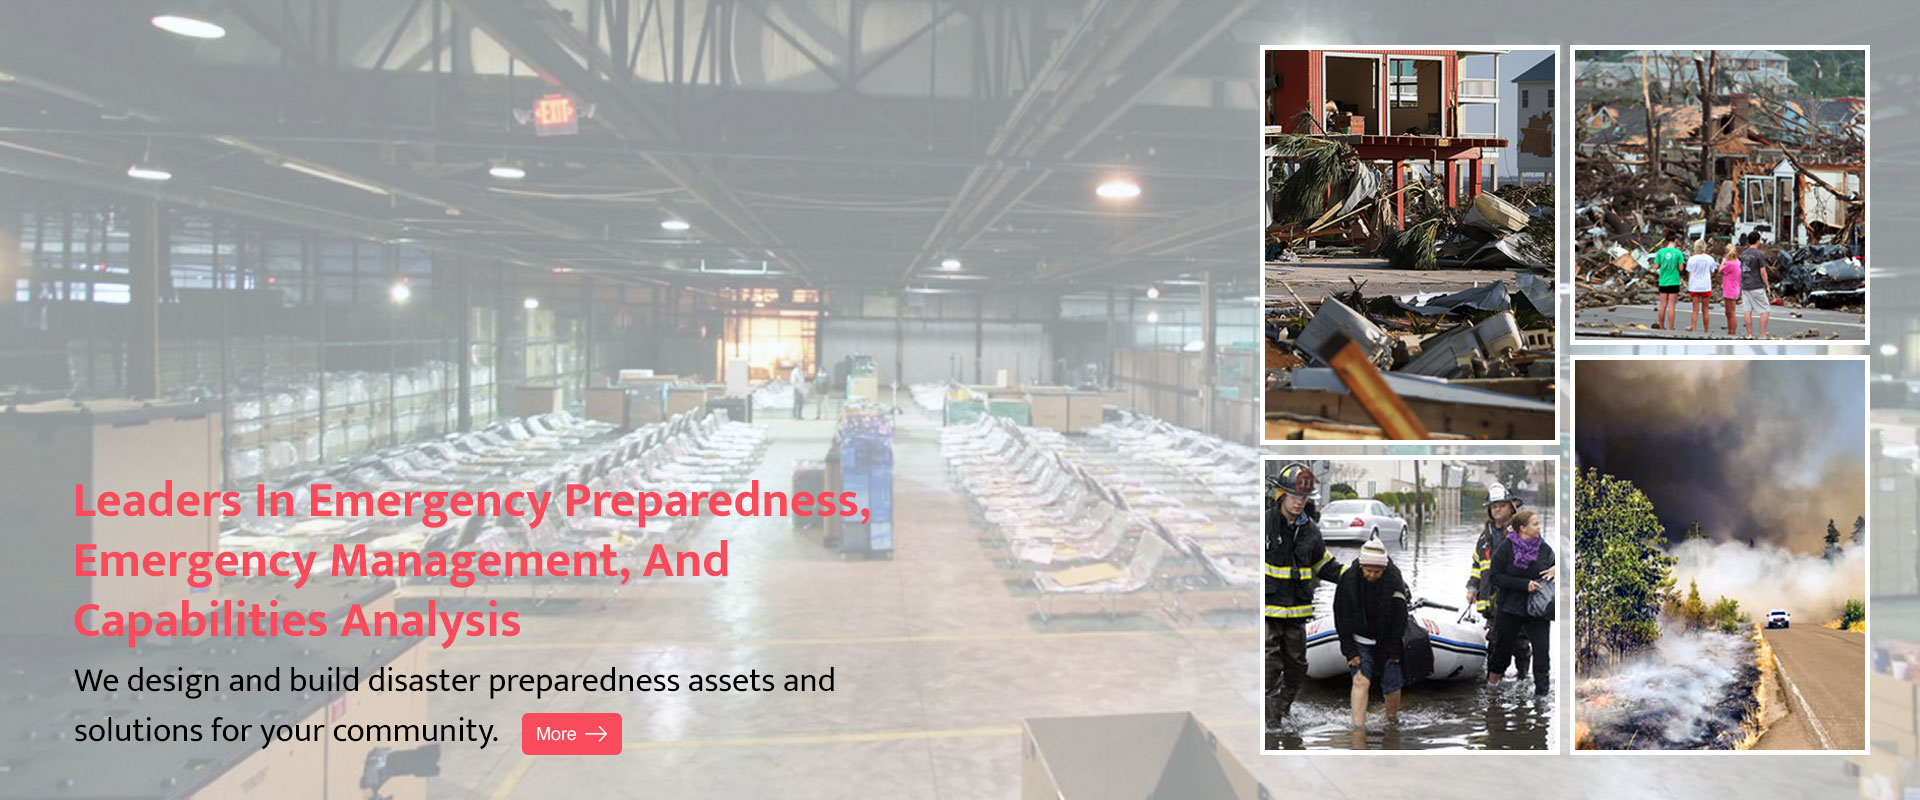 EXIT
Leaders In Emergency Preparedness,
Emergency Management, And
Capabilities Analysis
We design and build disaster preparedness assets and
solutions for your community.
More →